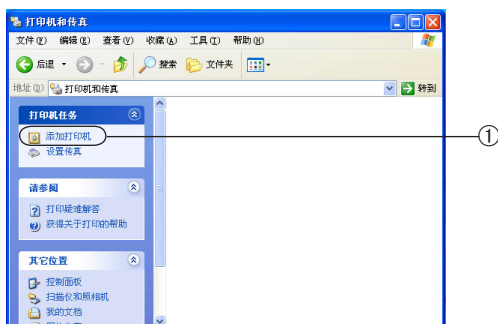 打印机和传真
文件(F) 编辑(E) 查看(V) 收藏(A) 工具(T) 帮助(H)
后退 搜索 文件夹
地址(D) 打印机和传真 转到
打印机任务
添加打印机
①
设置传真
请参阅
打印疑难解答
获得关于打印的帮助
其它位置
控制面板
扫描仪和照相机
我的文档